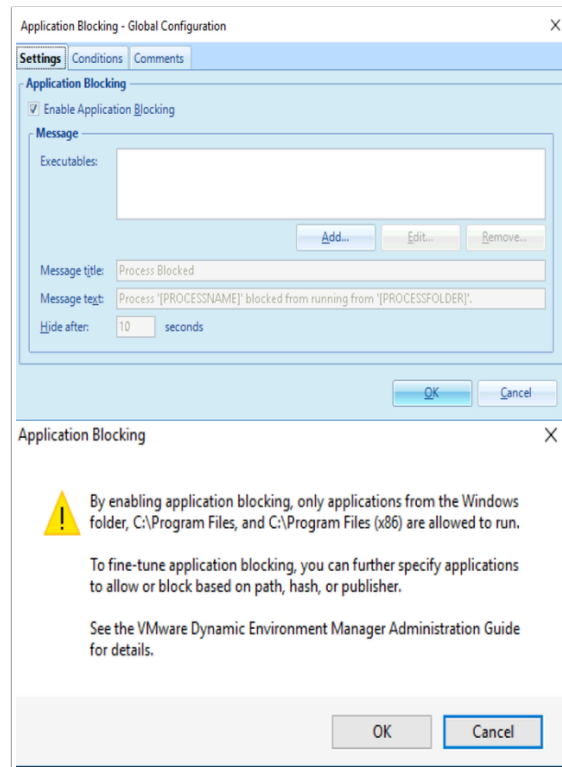 Application Blocking - Global Configuration
Settings Conditions Comments
Application Blocking
Enable Application Blocking
Message
Executables:
Add... Edit... Remove...
Message title: Process Blocked
Message text: Process '[PROCESSNAME]' blocked from running from '[PROCESSFOLDER]'.
Hide after: 10 seconds
OK Cancel
Application Blocking
By enabling application blocking, only applications from the Windows
folder, C:\Program Files, and C:\Program Files (x86) are allowed to run.
To fine-tune application blocking, you can further specify applications
to allow or block based on path, hash, or publisher.
See the VMware Dynamic Environment Manager Administration Guide
for details.
OK Cancel